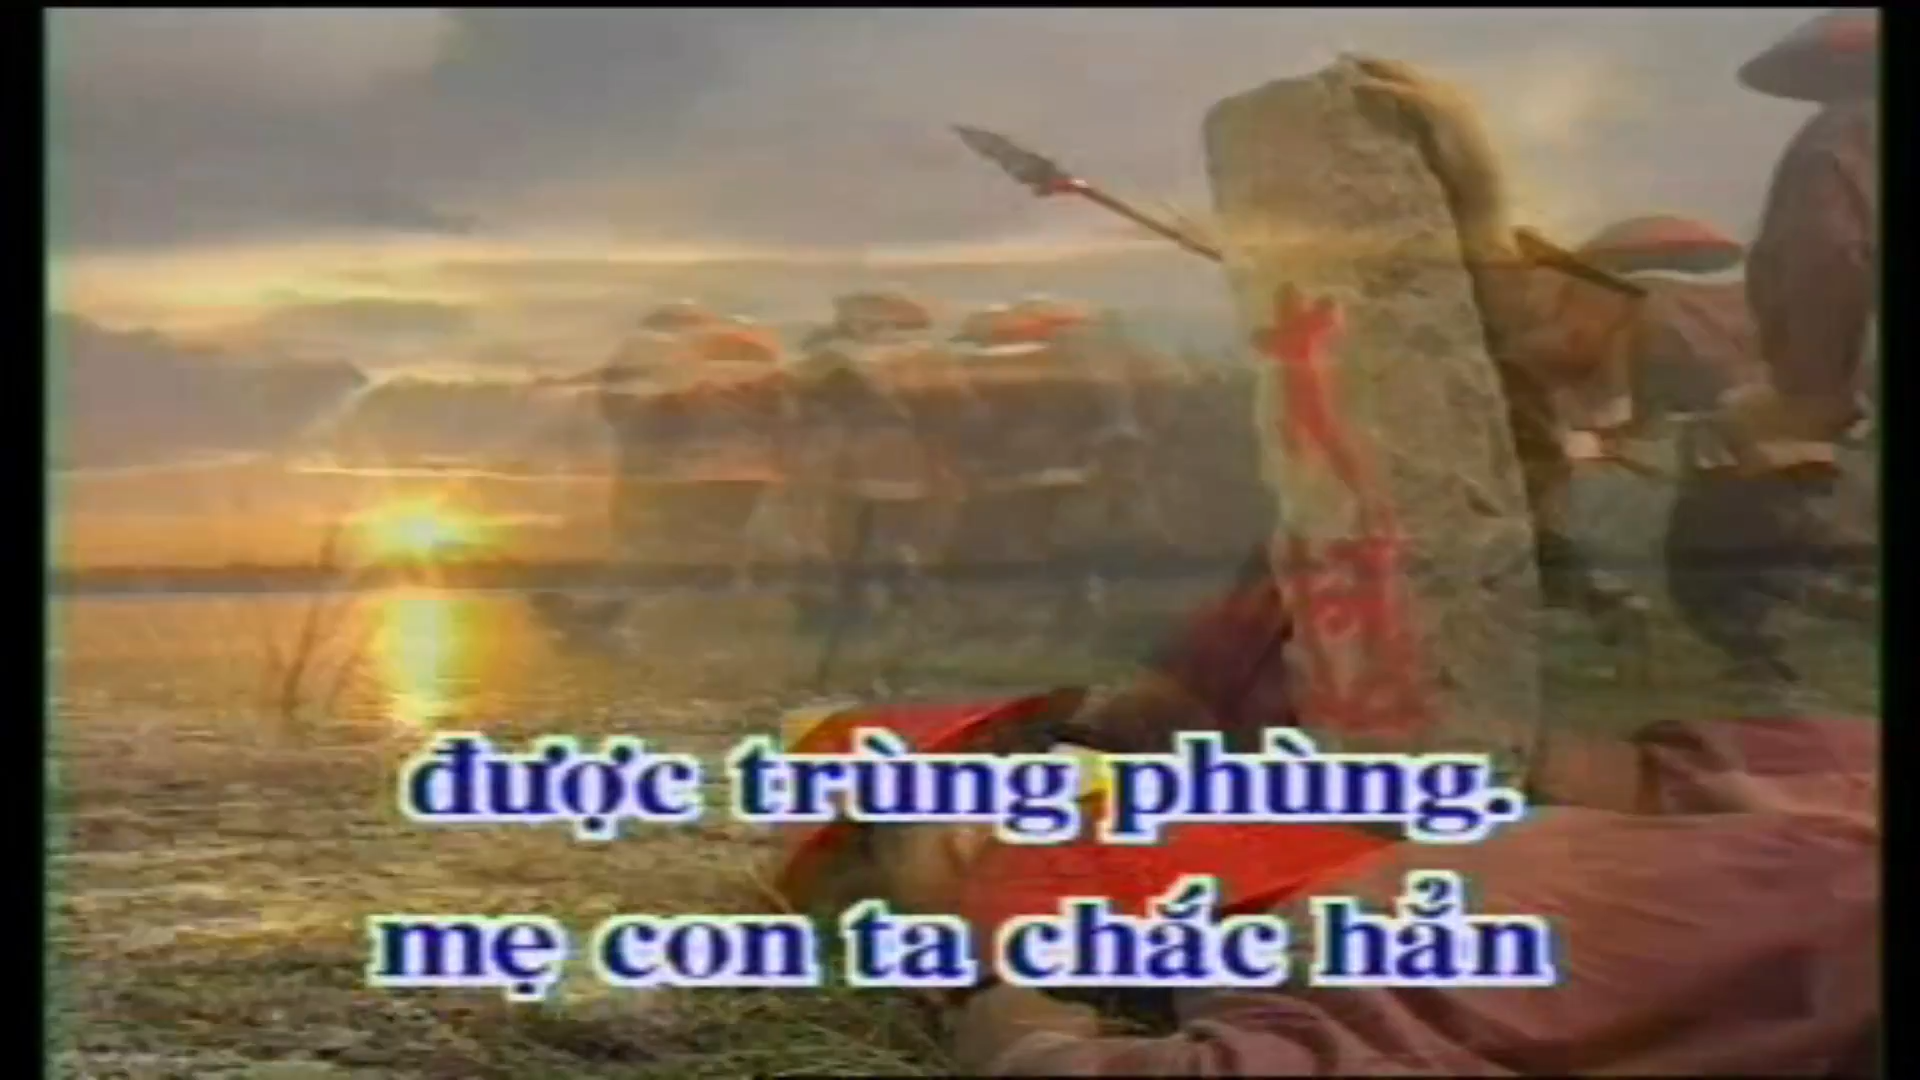 được trùng phùng.
mẹ con ta chắc hẳn